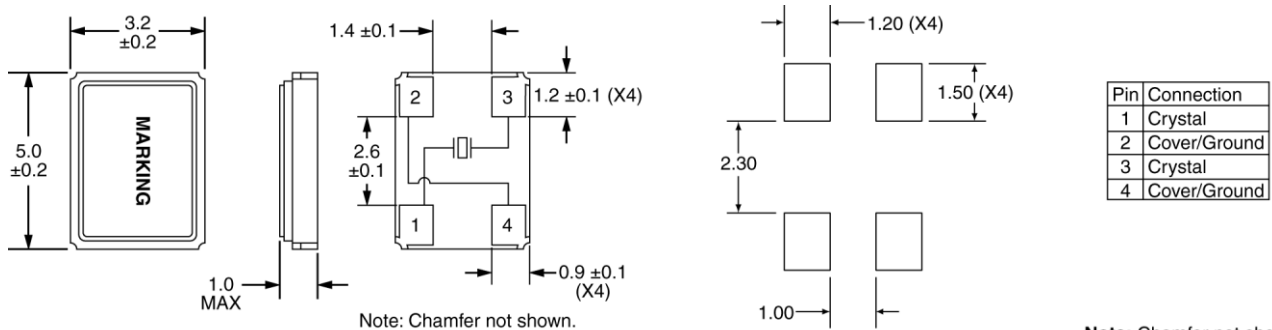 3.2
±0.2
5.0
±0.2
MARKING
1.0
MAX
1.4 ±0.1
2
3
1.2 ±0.1 (X4)
2.6
±0.1
1
4
0.9 ±0.1
(X4)
Note: Chamfer not shown.
1.20 (X4)
1.50 (X4)
2.30
1.00
Pin Connection
1 Crystal
2 Cover/Ground
3 Crystal
4 Cover/Ground